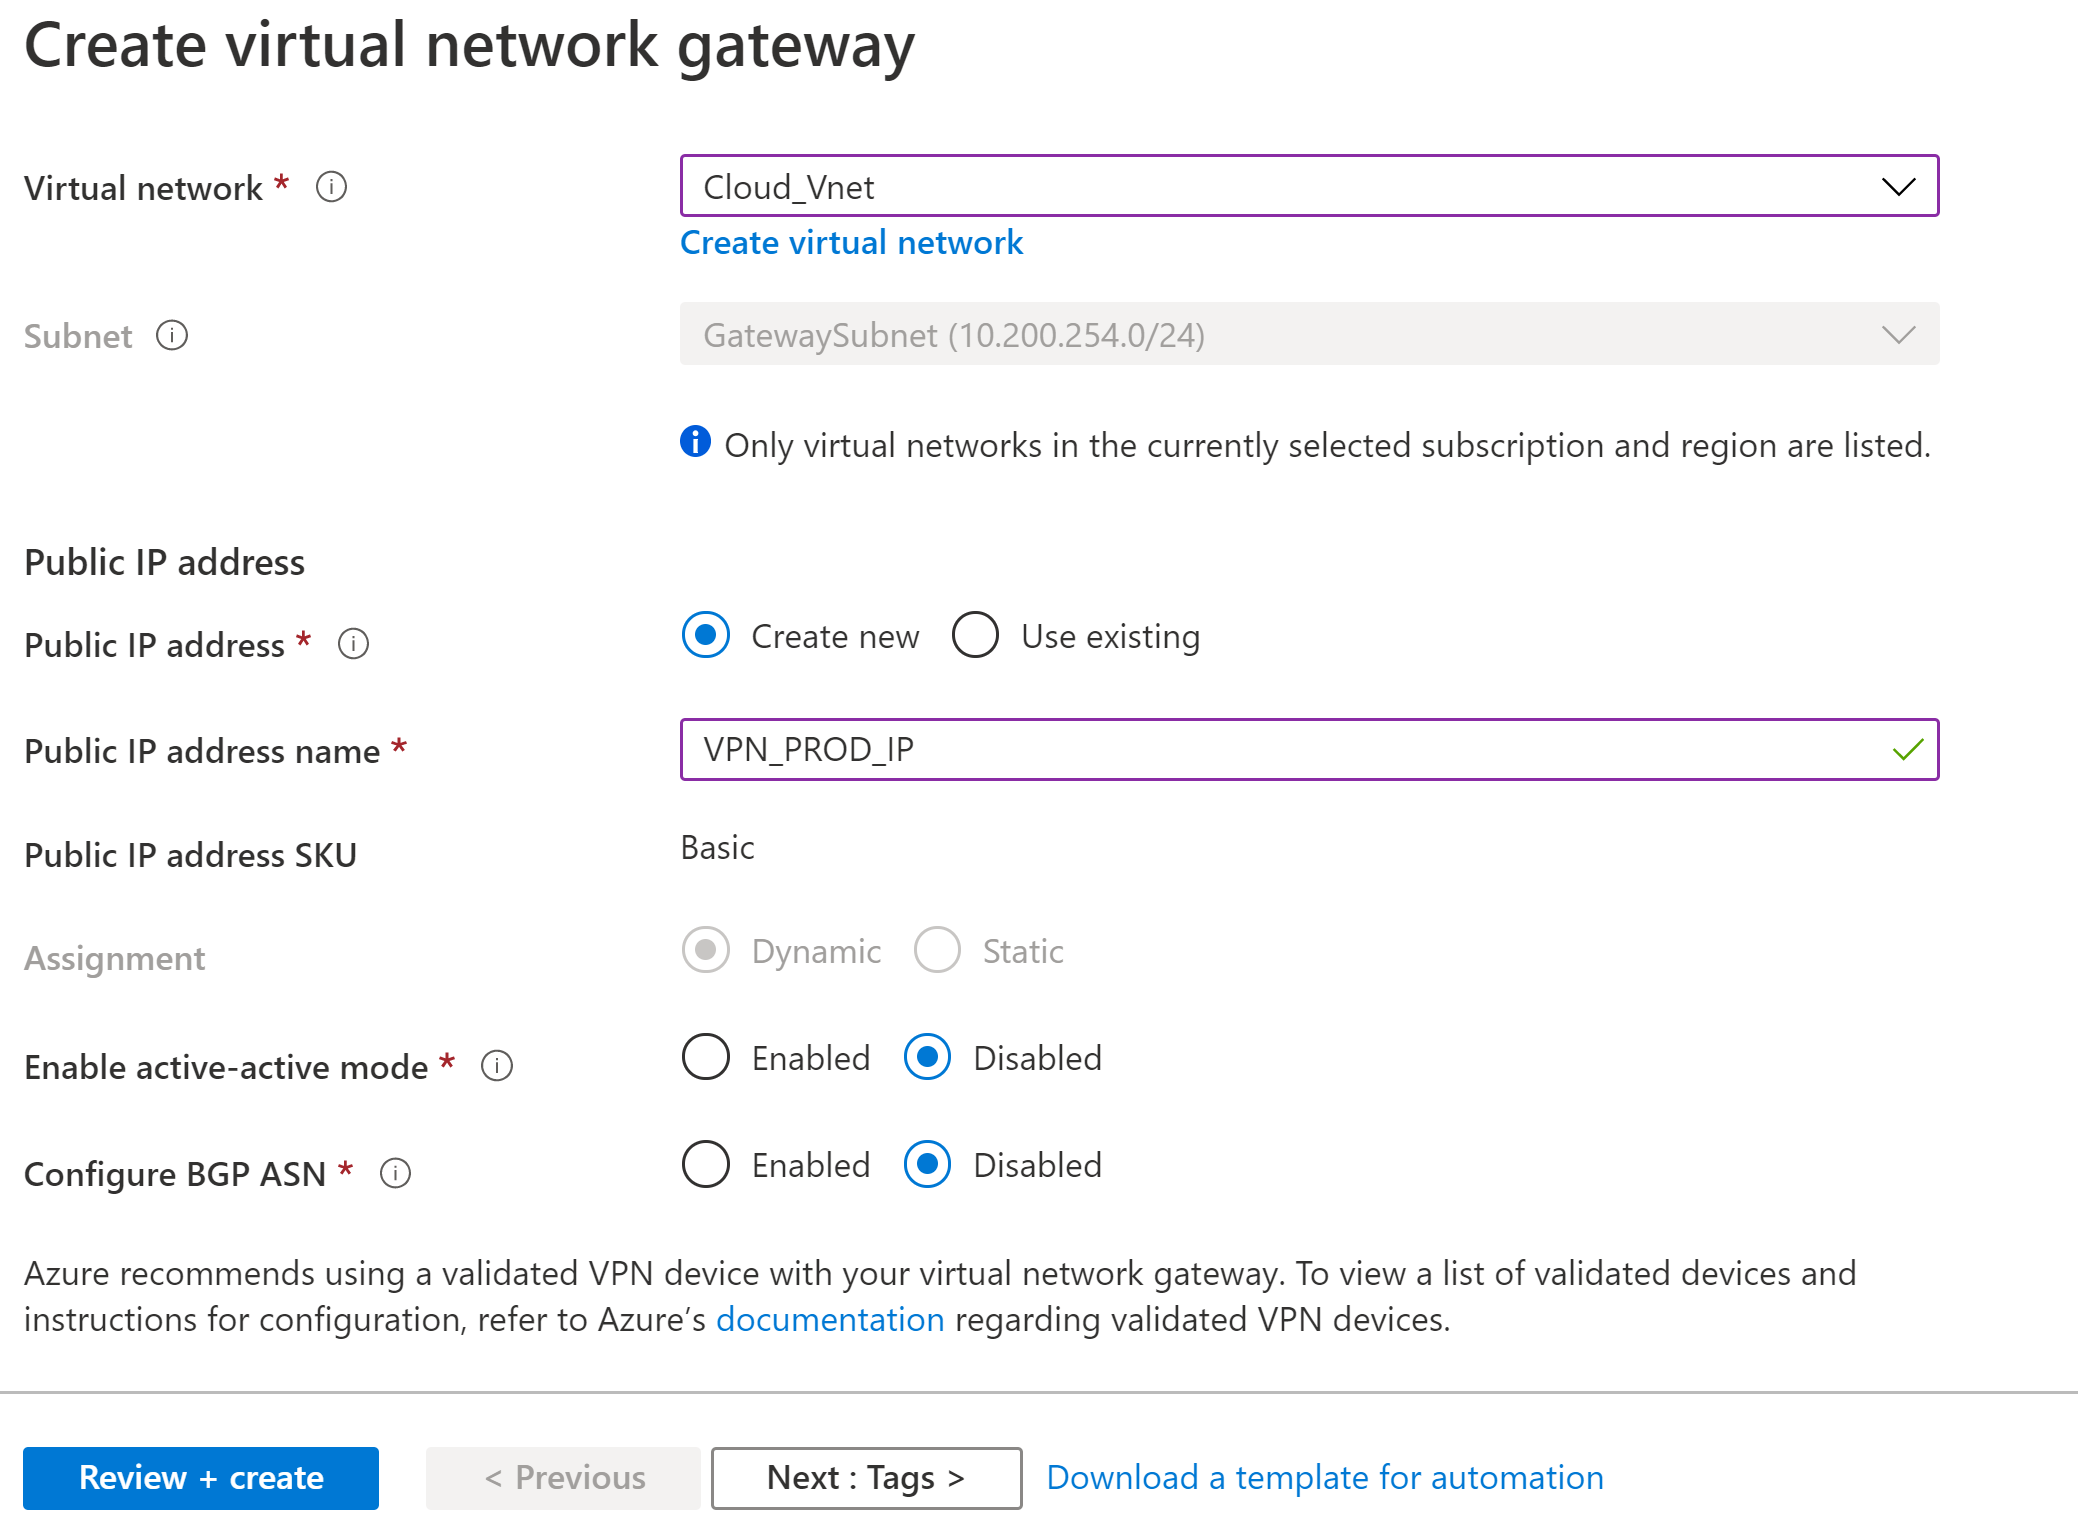 Create virtual network gateway
Virtual network *
Cloud_Vnet
Create virtual network
Subnet
GatewaySubnet (10.200.254.0/24)
Only virtual networks in the currently selected subscription and region are listed.
Public IP address
Public IP address *
Create new
Use existing
Public IP address name *
VPN_PROD_IP
Public IP address SKU
Basic
Assignment
Dynamic
Static
Enable active-active mode *
Enabled
Disabled
Configure BGP ASN *
Enabled
Disabled
Azure recommends using a validated VPN device with your virtual network gateway. To view a list of validated devices and
instructions for configuration, refer to Azure’s documentation regarding validated VPN devices.
Review + create
< Previous
Next : Tags >
Download a template for automation